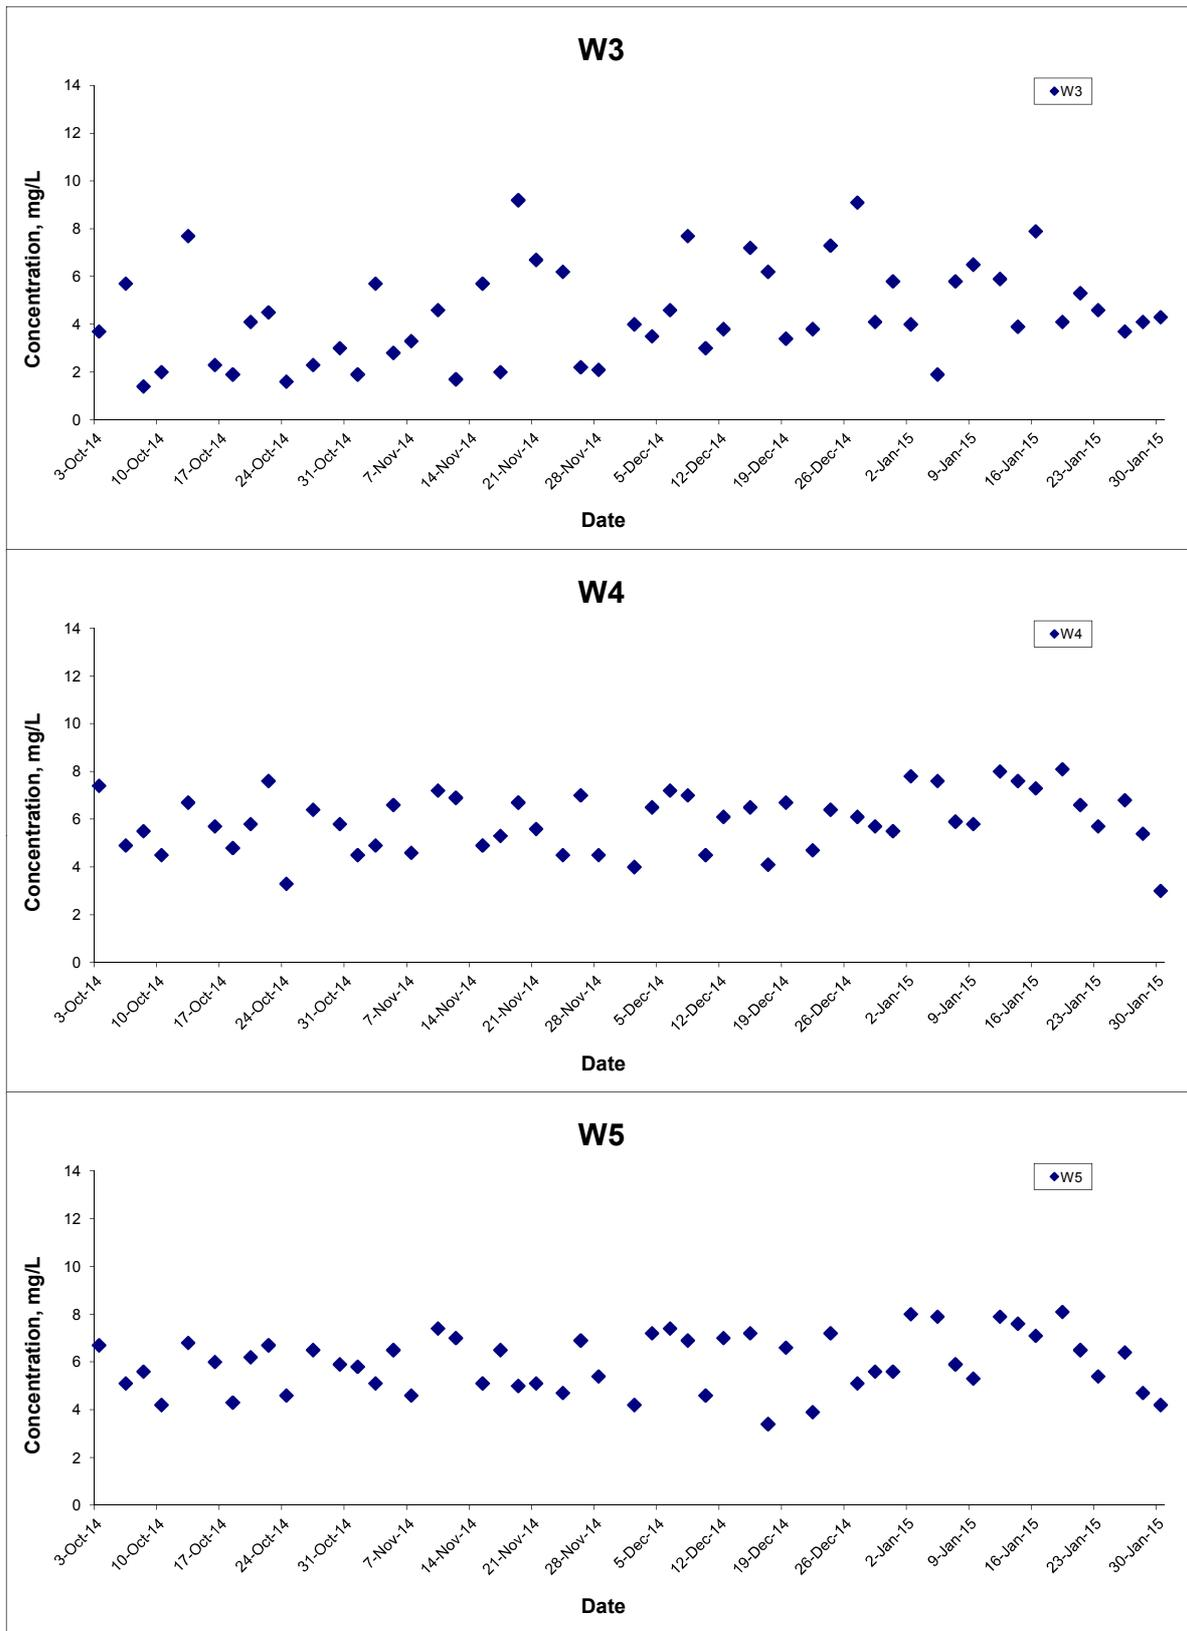 W3
W3
14
12
10
8
6
4
2
0
Concentration, mg/L
3-Oct-14 10-Oct-14 17-Oct-14 24-Oct-14 31-Oct-14 7-Nov-14 14-Nov-14 21-Nov-14 28-Nov-14 5-Dec-14 12-Dec-14 19-Dec-14 26-Dec-14 2-Jan-15 9-Jan-15 16-Jan-15 23-Jan-15 30-Jan-15
Date
W4
W4
14
12
10
8
6
4
2
0
Concentration, mg/L
3-Oct-14 10-Oct-14 17-Oct-14 24-Oct-14 31-Oct-14 7-Nov-14 14-Nov-14 21-Nov-14 28-Nov-14 5-Dec-14 12-Dec-14 19-Dec-14 26-Dec-14 2-Jan-15 9-Jan-15 16-Jan-15 23-Jan-15 30-Jan-15
Date
W5
W5
14
12
10
8
6
4
2
0
Concentration, mg/L
3-Oct-14 10-Oct-14 17-Oct-14 24-Oct-14 31-Oct-14 7-Nov-14 14-Nov-14 21-Nov-14 28-Nov-14 5-Dec-14 12-Dec-14 19-Dec-14 26-Dec-14 2-Jan-15 9-Jan-15 16-Jan-15 23-Jan-15 30-Jan-15
Date